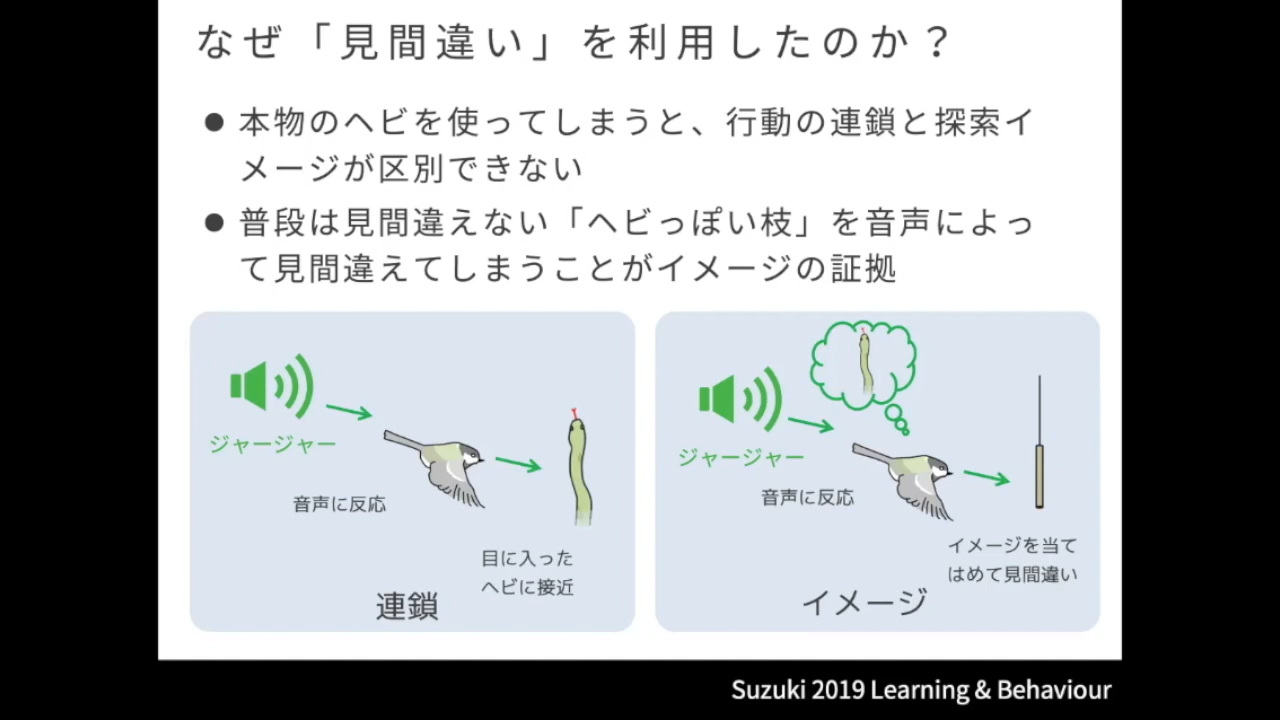 なぜ「見間違い」を利用したのか？
● 本物のヘビを使ってしまうと、行動の連鎖と探索イ
メージが区別できない
● 普段は見間違えない「ヘビっぽい枝」を音声によっ
て見間違えてしまうことがイメージの証拠
ジャージャー
音声に反応
目に入った
ヘビに接近
連鎖
ジャージャー
音声に反応
イメージを当て
はめて見間違い
イメージ
Suzuki 2019 Learning & Behaviour